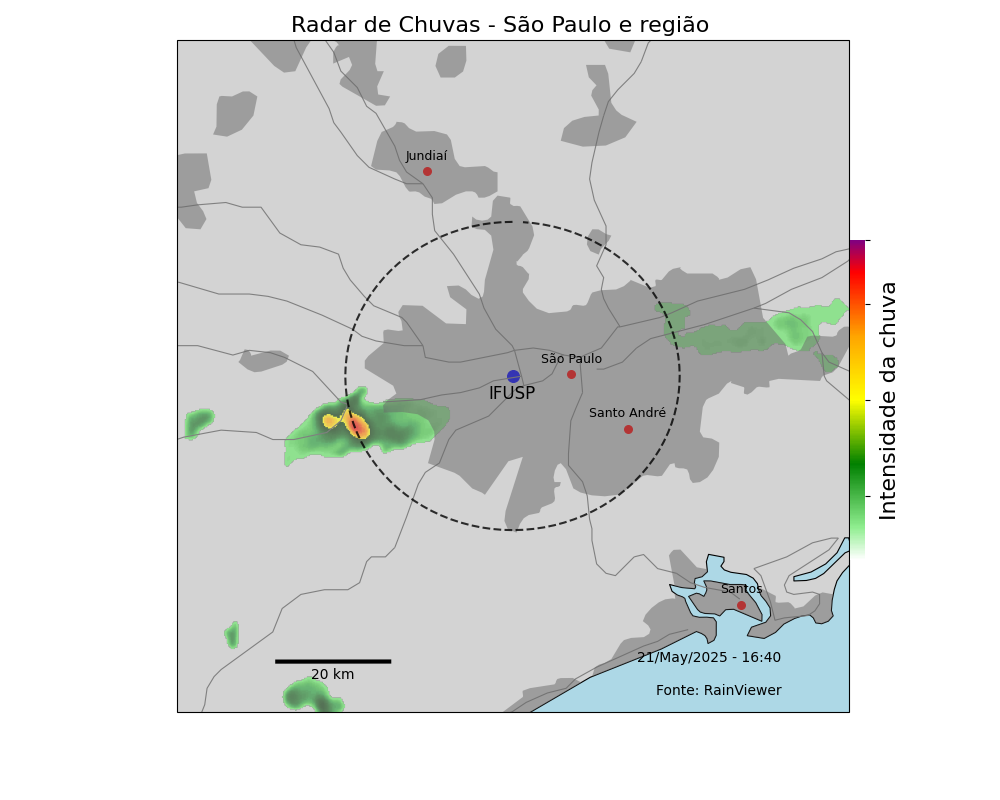 Radar de Chuvas - São Paulo e região
Jundiaí
São Paulo
IFUSP
Santo André
Intensidade da chuva
Santos
21/May/2025 - 16:40
20 km
Fonte: RainViewer